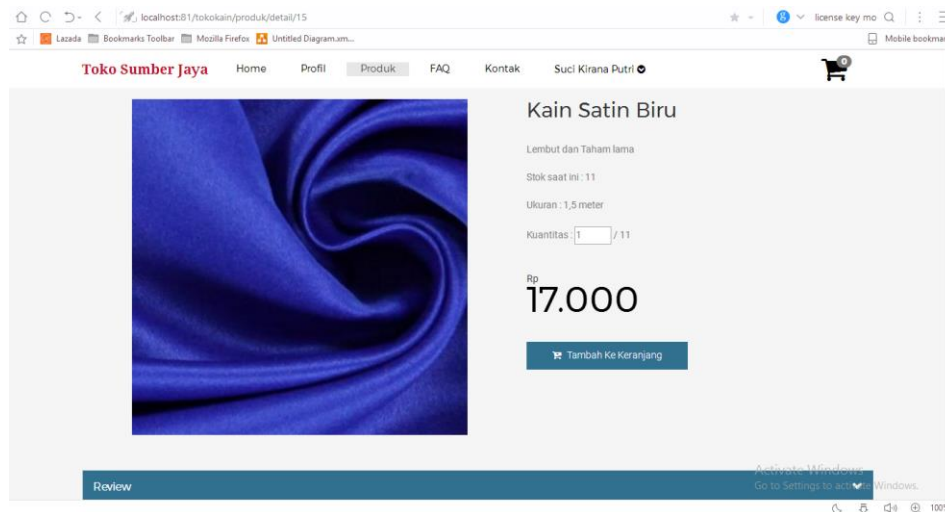 localhost:81/tokokain/produk/detail/15
license key mo
Lazada Bookmarks Toolbar Mozilla Firefox Untitled Diagram.xm... Mobile bookmar
Toko Sumber Jaya Home Profil Produk FAQ Kontak Suci Kirana Putri 0
Kain Satin Biru
Lembut dan Taham lama
Stok saat ini : 11
Ukuran : 1,5 meter
Kuantitas : 1 / 11
Rp
17.000
Tambah Ke Keranjang
Activate Windows
Review
Go to Settings to activate Windows.
100%